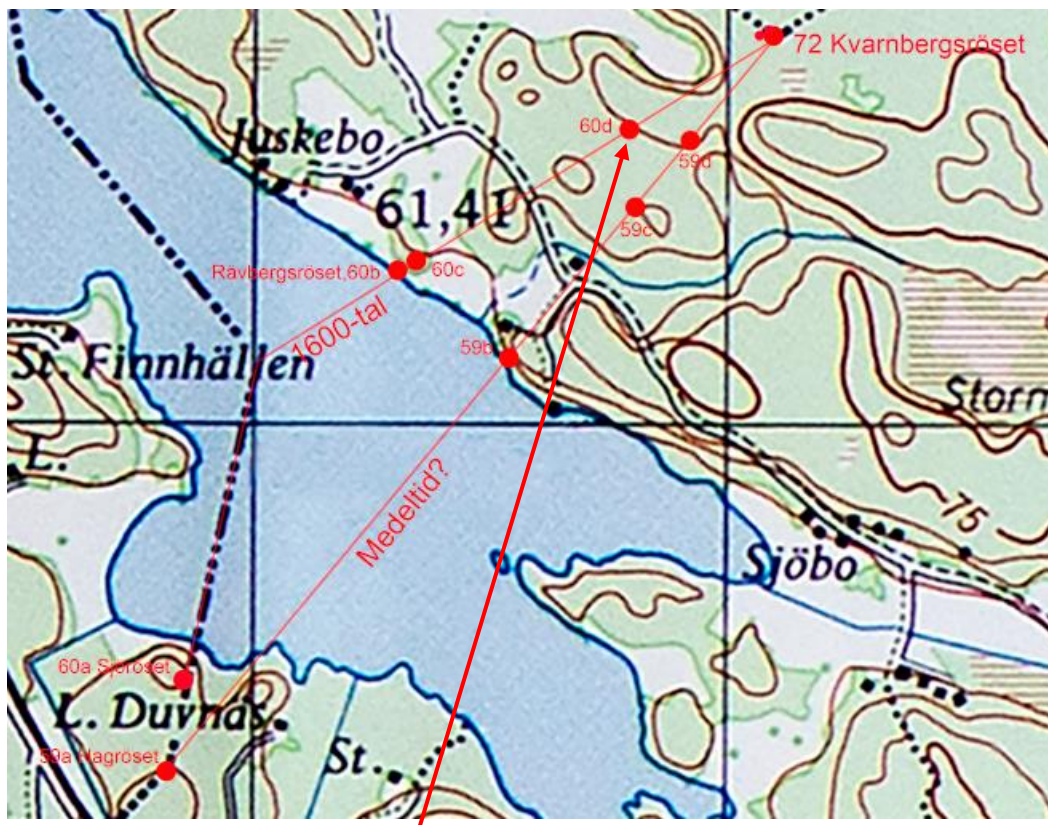 72 Kvarnbergsröset
60d
Juskebo
59d
61,41
59c
Rävbergsröset,60b
60c
1600-tal
59b
St. Finnhällen
Storm
L.
Medeltid?
75
Sjöbo
60a Sjöröset
L. Duvnäs
59a Hagröset
St